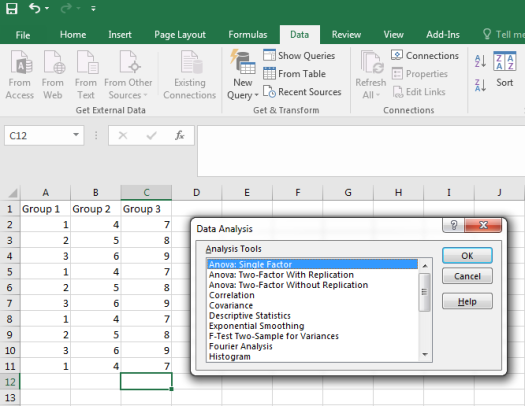 File Home Insert Page Layout Formulas Data Review View Add-Ins Tell me
From Access From Web From Text From Other Sources Existing Connections New Query Show Queries From Table Recent Sources Refresh All Connections Properties Edit Links Sort
Get External Data Get & Transform Connections
C12 fx
A B C D E F G H I J
1 Group 1 Group 2 Group 3
2 1 4 7
3 2 5 8
4 3 6 9
5 1 4 7
6 2 5 8
7 3 6 9
8 1 4 7
9 2 5 8
10 3 6 9
11 1 4 7
12
13
Data Analysis
Analysis Tools
Anova: Single Factor
Anova: Two-Factor With Replication
Anova: Two-Factor Without Replication
Correlation
Covariance
Descriptive Statistics
Exponential Smoothing
F-Test Two-Sample for Variances
Fourier Analysis
Histogram
OK
Cancel
Help